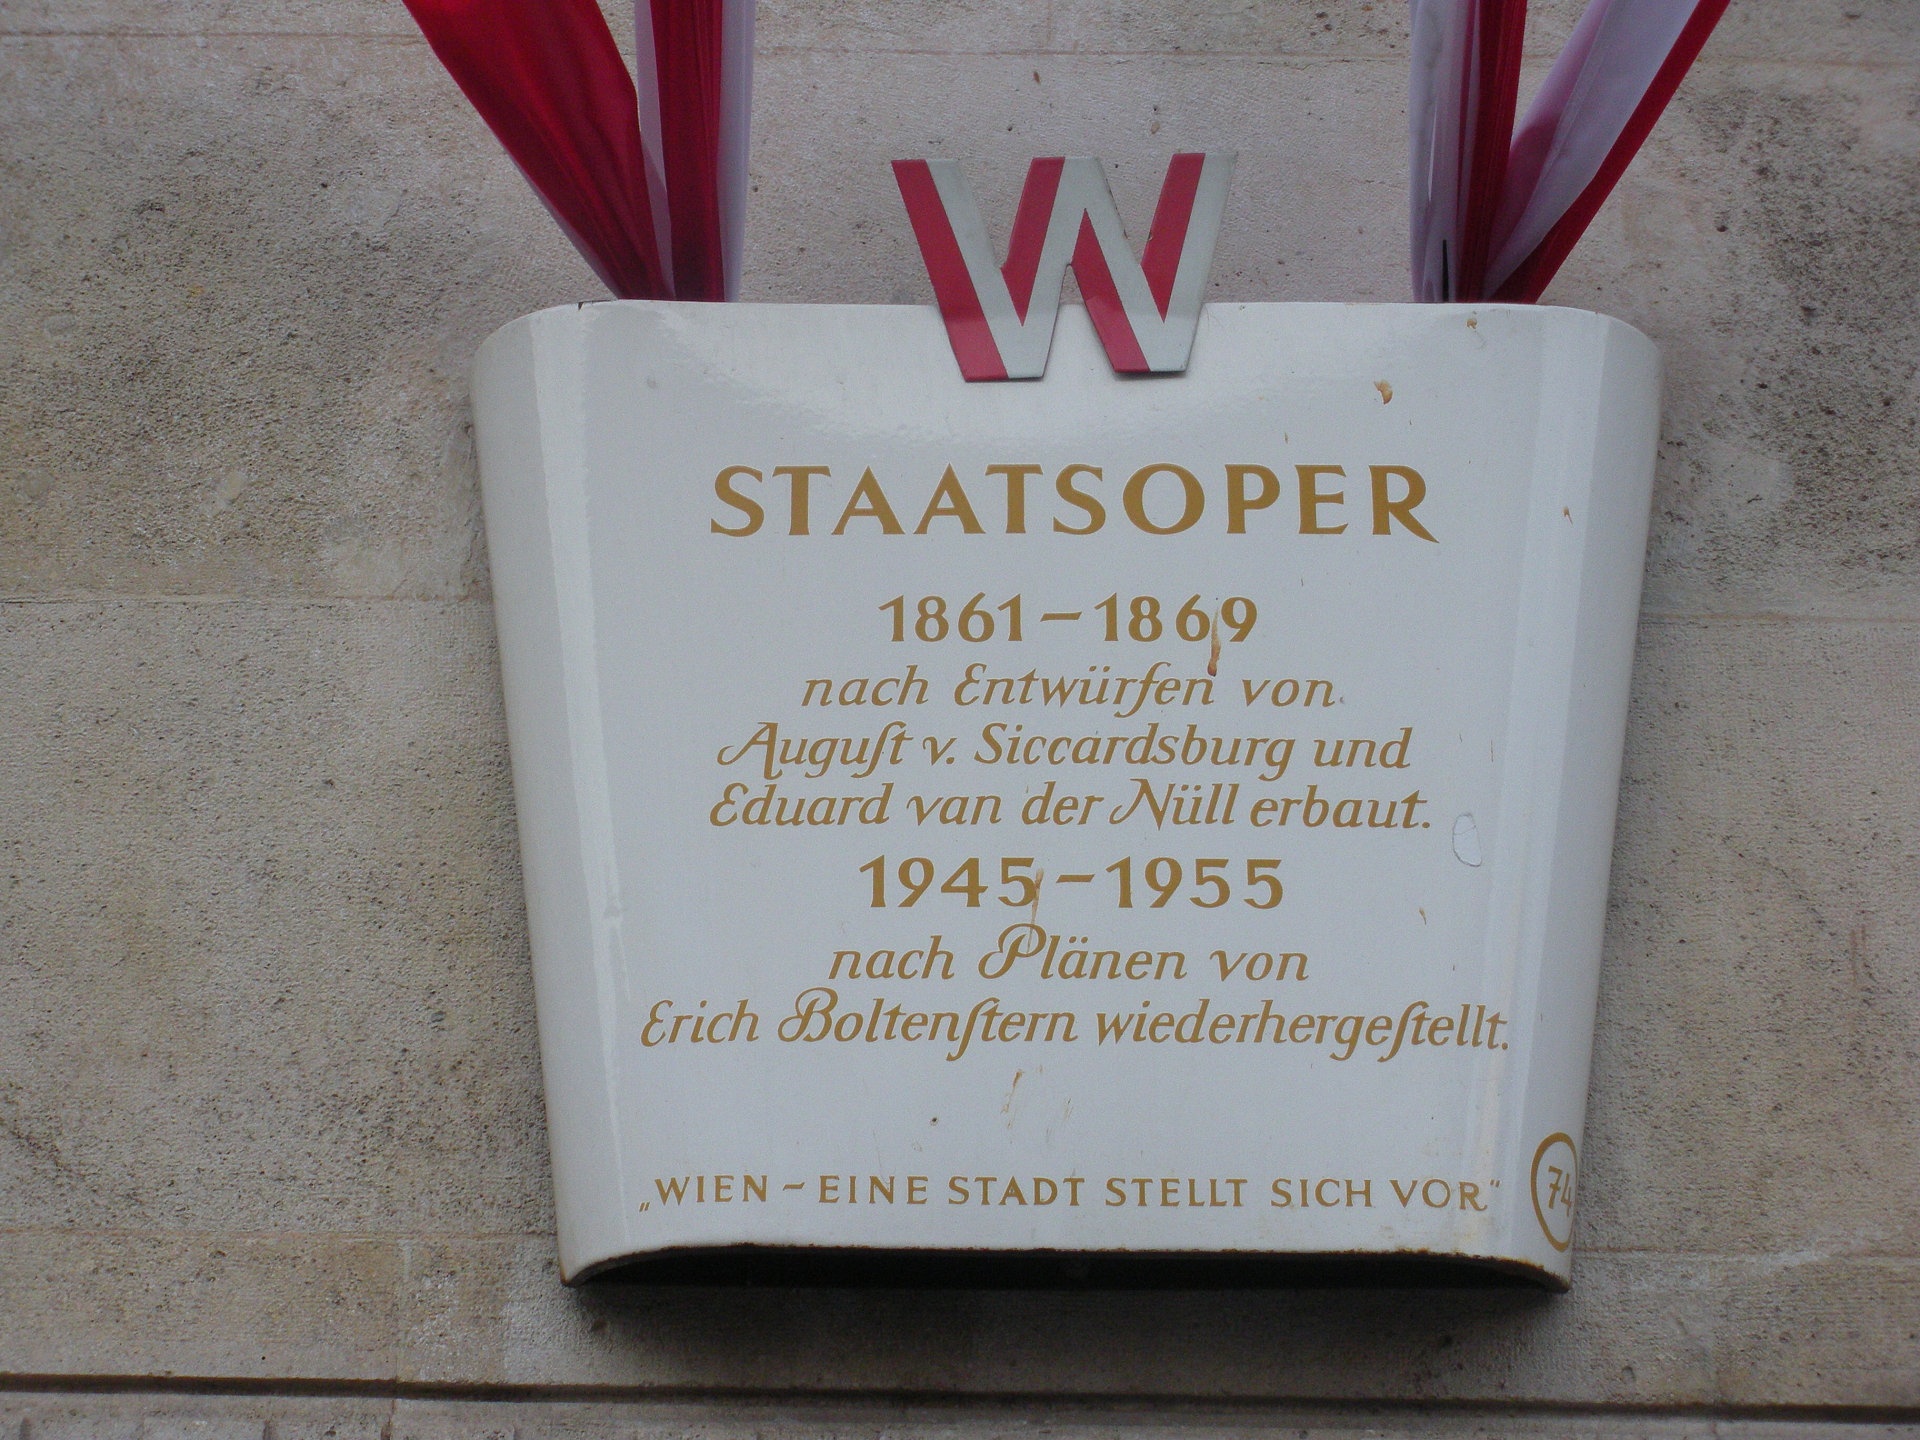 W
STAATSOPER
1861–1869
nach Entwürfen von
Auguſt v. Siccardsburg und
Eduard van der Nüll erbaut.
1945–1955
nach Plänen von
Erich Boltenſtern wiederhergeſtellt.
„WIEN – EINE STADT STELLT SICH VOR“
74